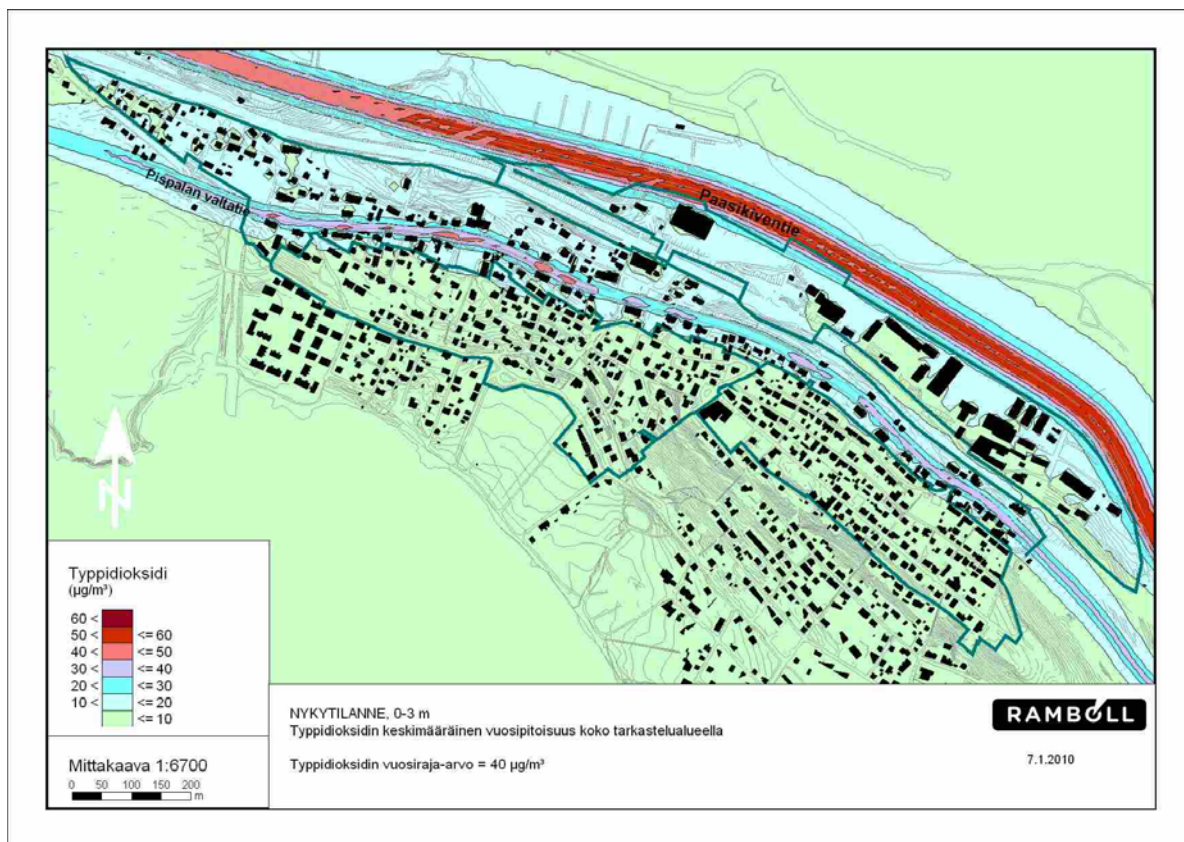 Paasikiventie
Pispalan valtatie
N
Typpidioksidi
(µg/m³)
60 <
50 < <= 60
40 < <= 50
30 < <= 40
20 < <= 30
10 < <= 20
<= 10
Mittakaava 1:6700
0 50 100 150 200
m
NYKYTILANNE, 0-3 m
Typpidioksidin keskimääräinen vuosipitoisuus koko tarkastelualueella
Typpidioksidin vuosiraja-arvo = 40 µg/m³
RAMBOLL
7.1.2010